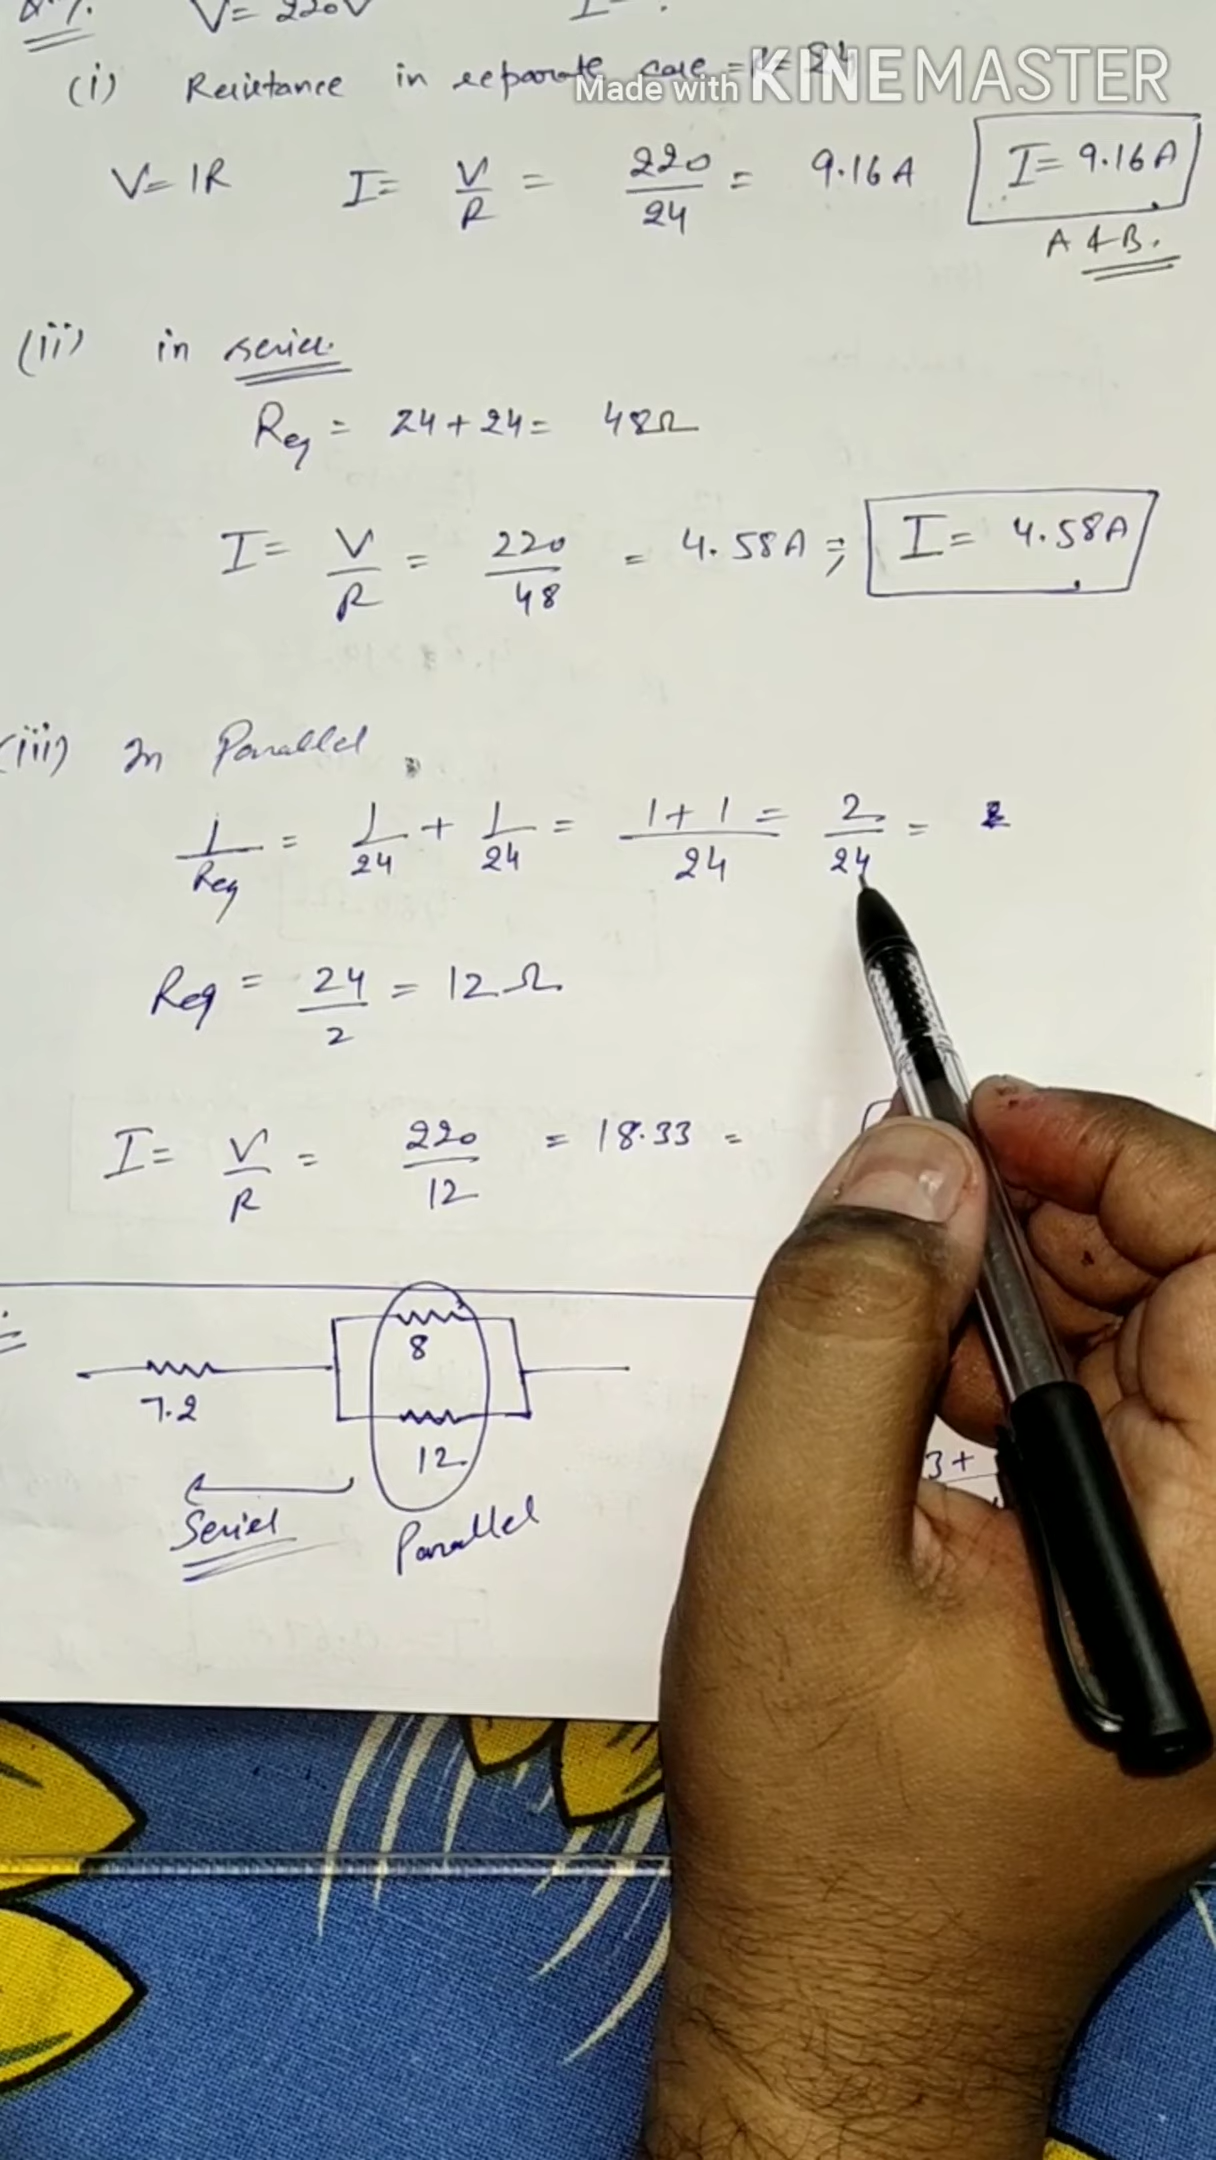 V= 220V I= .
Made with KINEMASTER
(i) Resistance in separate case = R= 24
V= IR I= V/R = 220/24 = 9.16A I= 9.16A
A & B.
(ii) in series.
Req = 24+24= 48Ω
I= V/R = 220/48 = 4.58A ; I= 4.58A
(iii) In Parallel
1/Req = 1/24 + 1/24 = 1+1/24 = 2/24 =
Req = 24/2 = 12Ω
I= V/R = 220/12 = 18.33 =
8
7.2
12
3+
Series
Parallel